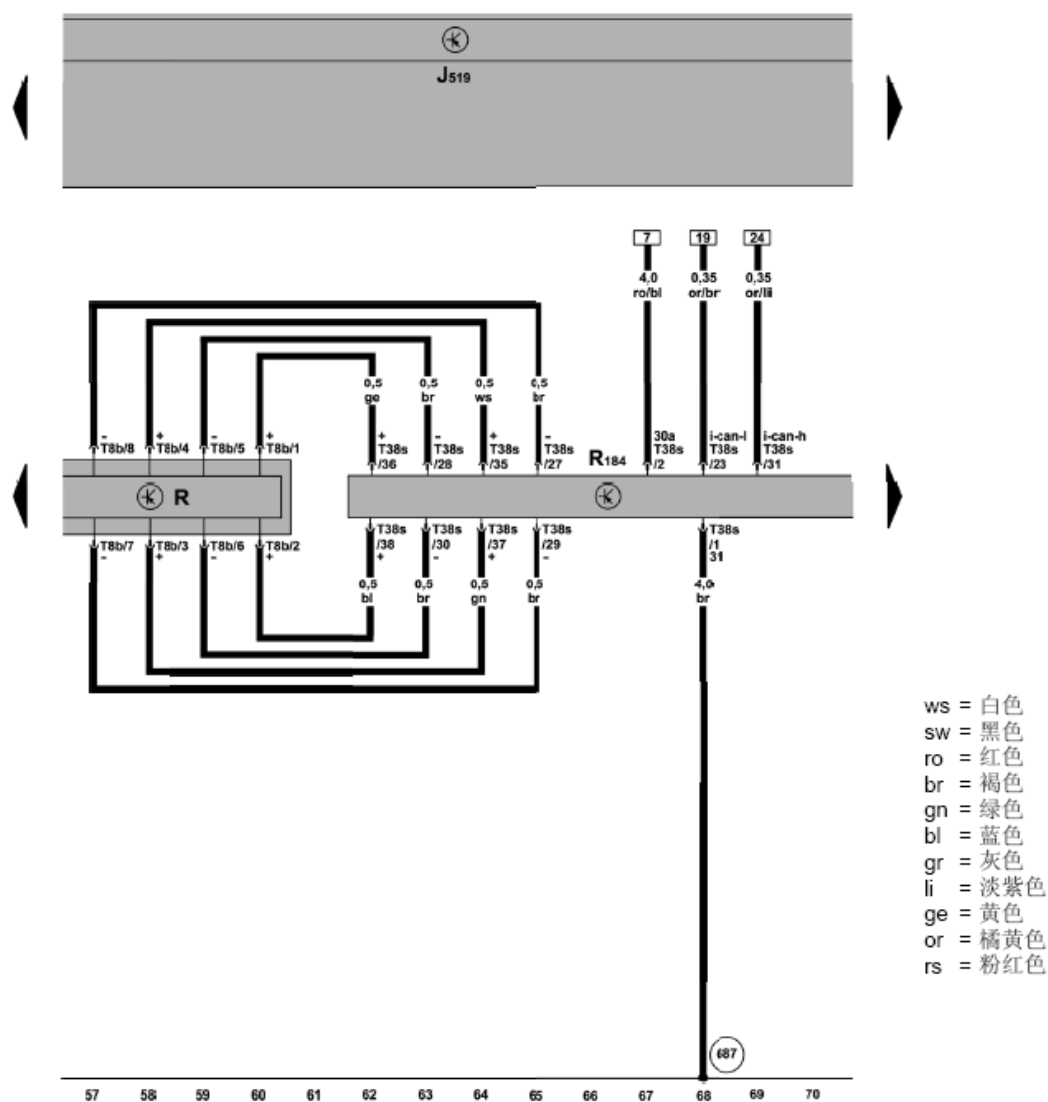 J519
7 19 24
4,0 0,35 0,35
ro/bl or/br or/li
0,5 0,5 0,5 0,5
ge br ws br
- + - +
T8b/8 T8b/4 T8b/5 T8b/1
+ - + -
T38s T38s T38s T38s
/36 /28 /35 /27
R184
30a i-can-l i-can-h
T38s T38s T38s
/2 /23 /31
R
T8b/7 T8b/3 T8b/6 T8b/2
- + - +
T38s T38s T38s T38s
/38 /30 /37 /29
+ - + -
T38s
/1
31
0,5 0,5 0,5 0,5
bl br gn br
4,0
br
ws = 白色
sw = 黑色
ro = 红色
br = 褐色
gn = 绿色
bl = 蓝色
gr = 灰色
li = 淡紫色
ge = 黄色
or = 橘黄色
rs = 粉红色
687
57 58 59 60 61 62 63 64 65 66 67 68 69 70